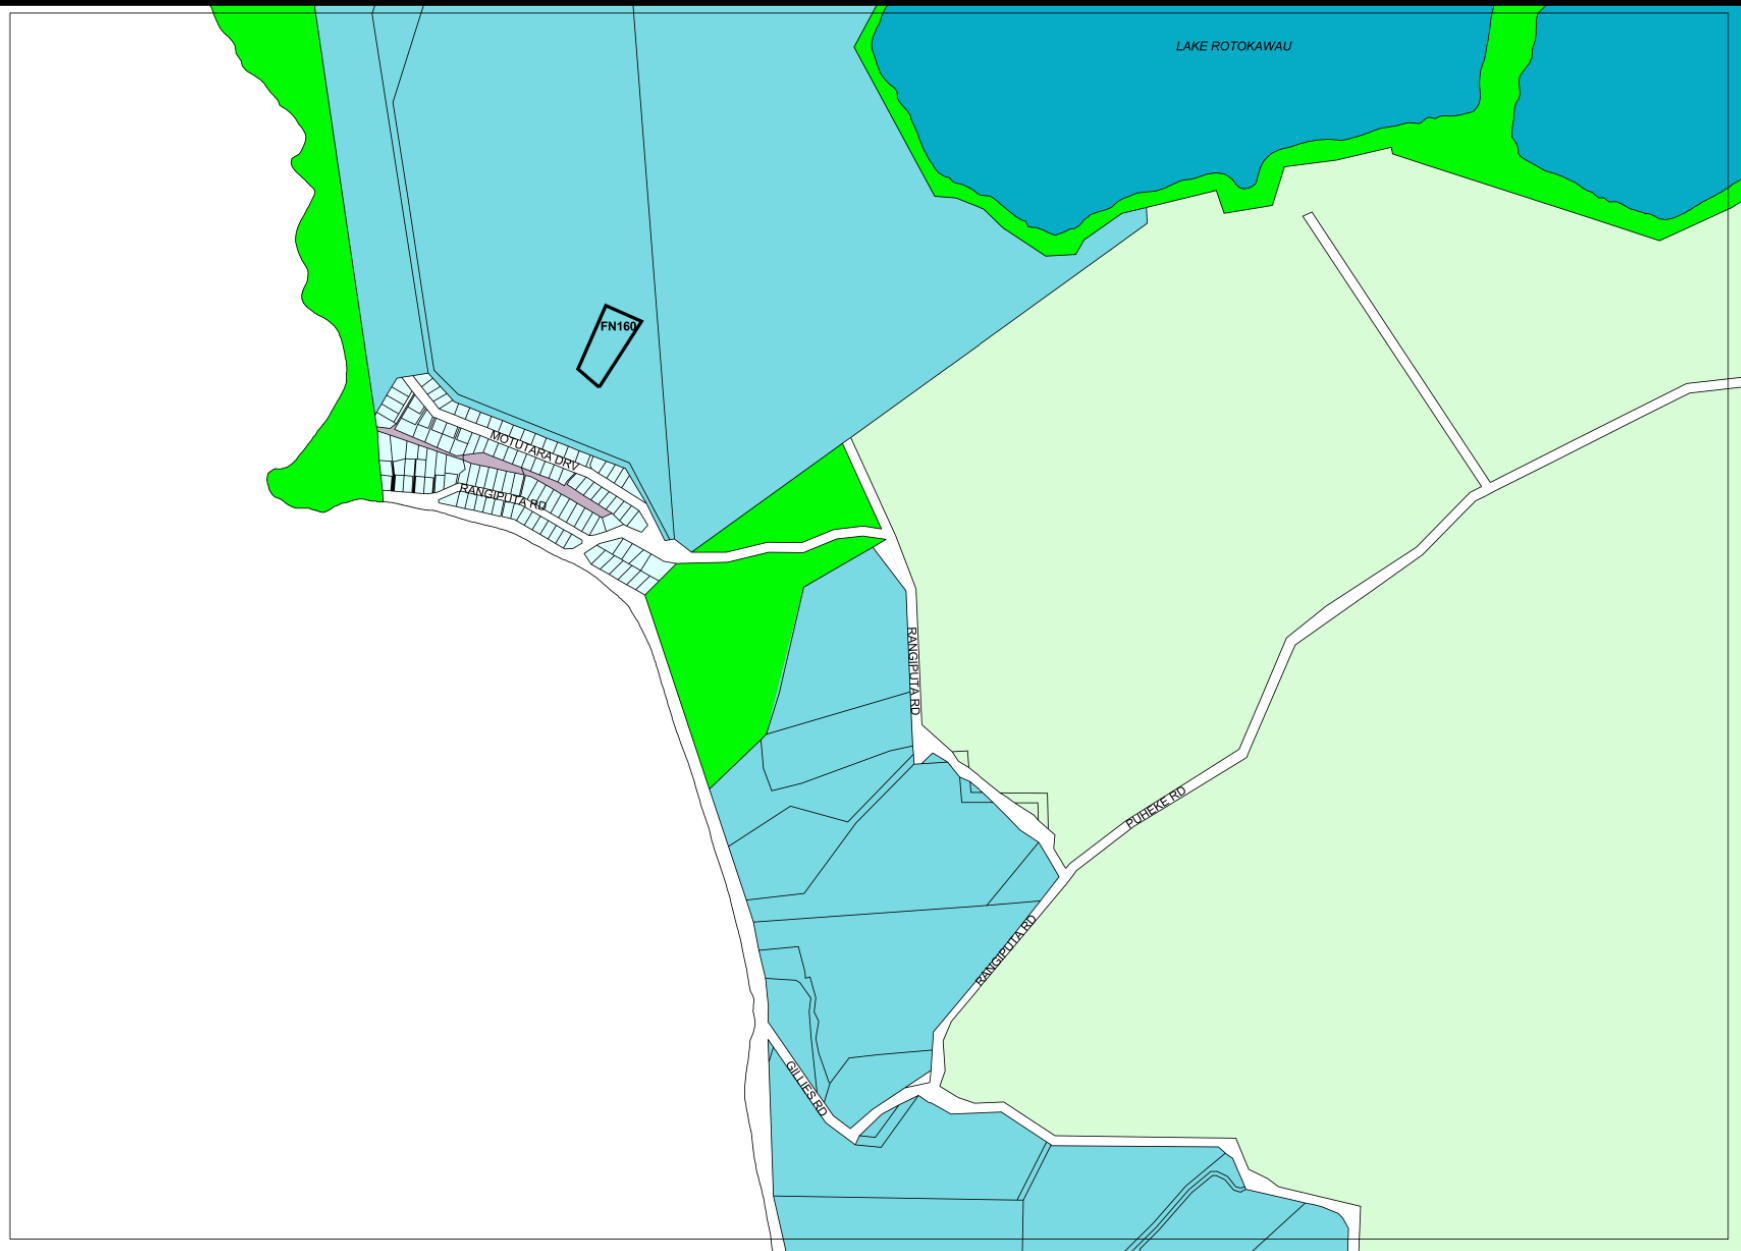 LAKE ROTOKAWAU
FN160
MOTUTARA DRV
RANGIPUTA RD
RANGIPUTA RD
PUHEKE RD
RANGIPUTA RD
GILLIES RD